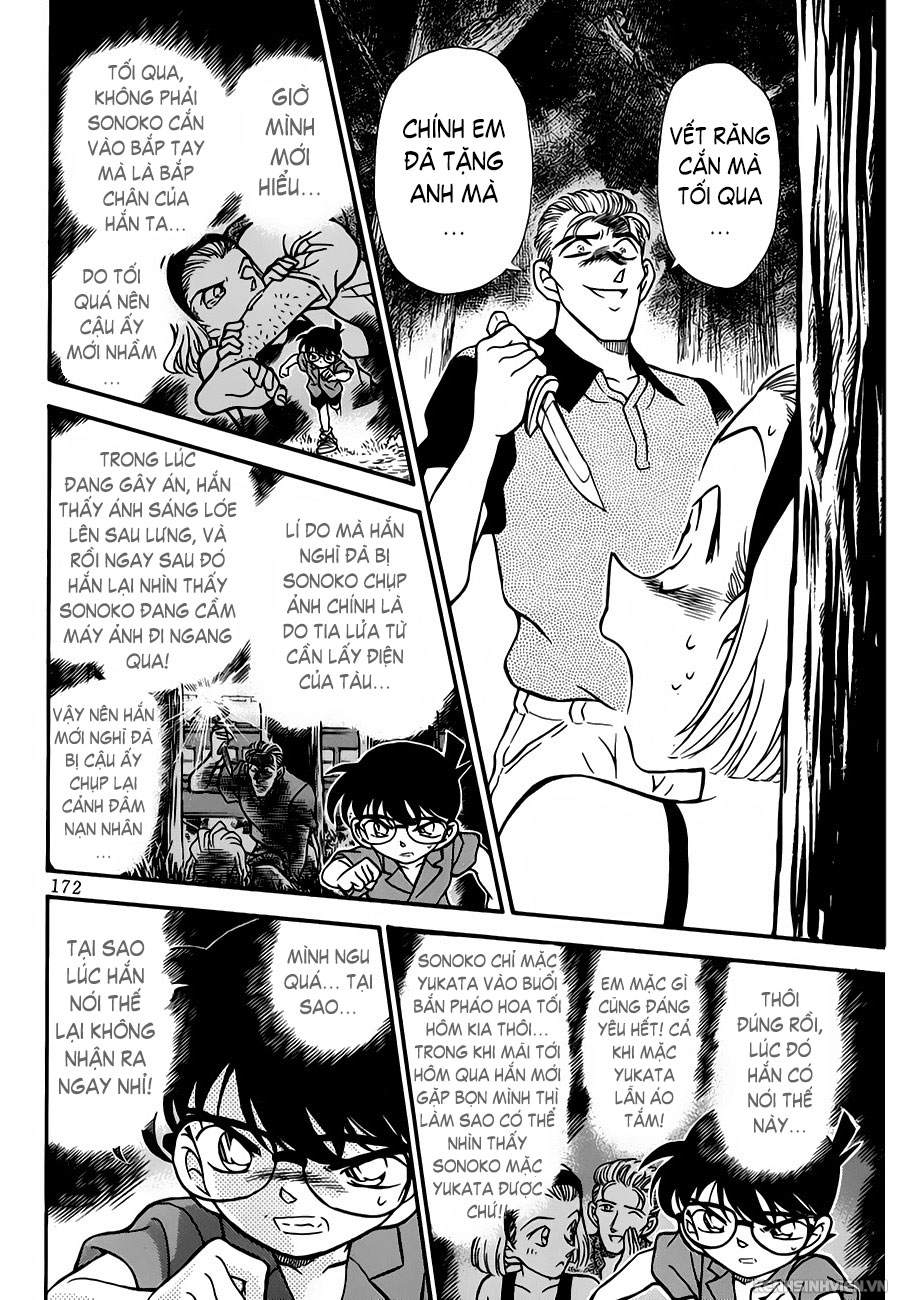 VẾT RĂNG
CẮN MÀ
TỐI QUA
...
CHÍNH EM
ĐÃ TẶNG
ANH MÀ
...
GIỜ
MÌNH
MỚI
HIỂU...
TỐI QUA,
KHÔNG PHẢI
SONOKO CẮN
VÀO BẮP TAY
MÀ LÀ BẮP
CHÂN CỦA
HẮN TA...
DO TỐI
QUÁ NÊN
CẬU ẤY
MỚI NHẦM
...
LÍ DO MÀ HẮN
NGHĨ ĐÃ BỊ
SONOKO CHỤP
ẢNH CHÍNH LÀ
DO TIA LỬA TỪ
CẦN LẤY ĐIỆN
CỦA TÀU...
TRONG LÚC
ĐANG GÂY ÁN, HẮN
THẤY ÁNH SÁNG LÓE
LÊN SAU LƯNG, VÀ
RỒI NGAY SAU ĐÓ
HẮN LẠI NHÌN THẤY
SONOKO ĐANG CẦM
MÁY ẢNH ĐI NGANG
QUA!
VẬY NÊN HẮN
MỚI NGHĨ ĐÃ
BỊ CẬU ẤY
CHỤP LẠI
CẢNH ĐÂM
NẠN NHÂN
...
172
THÔI
ĐÚNG RỒI,
LÚC ĐÓ
HẮN CÓ
NÓI THẾ
NÀY...
EM MẶC GÌ
CŨNG ĐÁNG
YÊU HẾT! CẢ
KHI MẶC
YUKATA
LẪN ÁO
TẮM!
SONOKO CHỈ MẶC
YUKATA VÀO BUỔI
BẮN PHÁO HOA TỐI
HÔM KIA THÔI...
TRONG KHI MÃI TỚI
HÔM QUA HẮN MỚI
GẶP BỌN MÌNH THÌ
LÀM SAO CÓ THỂ
NHÌN THẤY
SONOKO MẶC
YUKATA ĐƯỢC
CHỨ!
MÌNH NGU
QUÁ... TẠI
SAO...
TẠI SAO
LÚC HẮN
NÓI THẾ
LẠI KHÔNG
NHẬN RA
NGAY NHỈ!
KENHSINHVIEN.VN